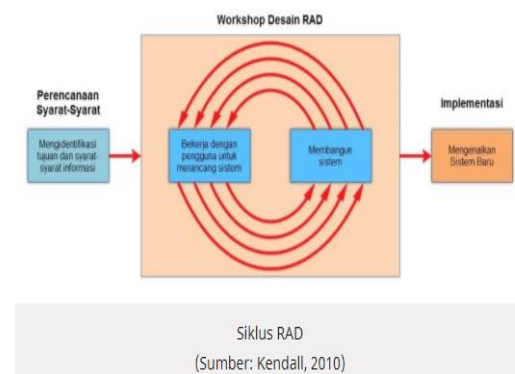 Workshop Desain RAD
Perencanaan
Syarat-Syarat
Mengidentifikasi
tujuan dan syarat-
syarat informasi
Bekerja dengan
pengguna untuk
merancang sistem
Membangun
sistem
Implementasi
Mengenalkan
Sistem Baru
Siklus RAD
(Sumber: Kendall, 2010)